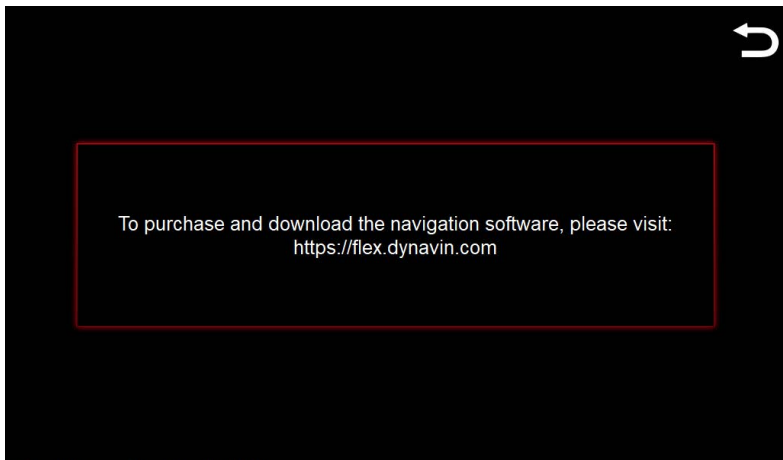 To purchase and download the navigation software, please visit:
https://flex.dynavin.com